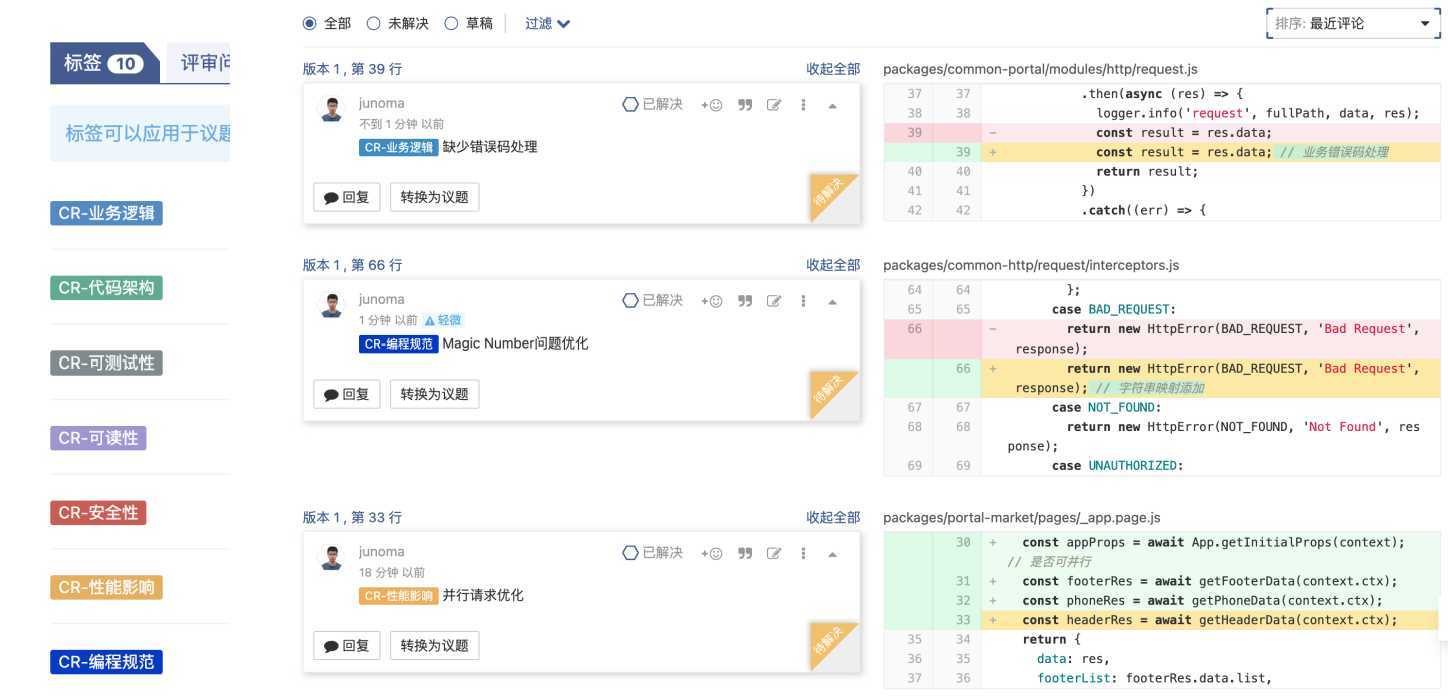 全部 未解决 草稿 过滤
排序: 最近评论
标签 10 评审问
标签可以应用于议题
CR-业务逻辑
CR-代码架构
CR-可测试性
CR-可读性
CR-安全性
CR-性能影响
CR-编程规范
版本 1 , 第 39 行 收起全部
junoma 已解决
不到 1 分钟 以前
CR-业务逻辑 缺少错误码处理
回复 转换为议题
待解决
packages/common-portal/modules/http/request.js
37 37 .then(async (res) => {
38 38 logger.info('request', fullPath, data, res);
39 - const result = res.data;
39 + const result = res.data; // 业务错误码处理
40 40 return result;
41 41 })
42 42 .catch((err) => {
版本 1 , 第 66 行 收起全部
junoma 已解决
1 分钟 以前 轻微
CR-编程规范 Magic Number问题优化
回复 转换为议题
待解决
packages/common-http/request/interceptors.js
64 64 };
65 65 case BAD_REQUEST:
66 - return new HttpError(BAD_REQUEST, 'Bad Request',
response);
66 + return new HttpError(BAD_REQUEST, 'Bad Request',
response); // 字符串映射添加
67 67 case NOT_FOUND:
68 68 return new HttpError(NOT_FOUND, 'Not Found', res
ponse);
69 69 case UNAUTHORIZED:
版本 1 , 第 33 行 收起全部
junoma 已解决
18 分钟 以前
CR-性能影响 并行请求优化
回复 转换为议题
待解决
packages/portal-market/pages/_app.page.js
30 + const appProps = await App.getInitialProps(context);
// 是否可并行
31 + const footerRes = await getFooterData(context.ctx);
32 + const phoneRes = await getPhoneData(context.ctx);
33 + const headerRes = await getHeaderData(context.ctx);
35 34 return {
36 35 data: res,
37 36 footerList: footerRes.data.list,